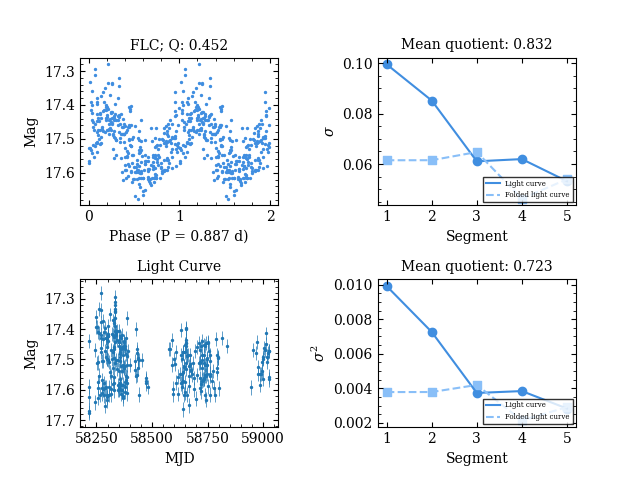 FLC; Q: 0.452
Mag
17.3
17.4
17.5
17.6
0 1 2
Phase (P = 0.887 d)
Mean quotient: 0.832
σ
0.10
0.08
0.06
1 2 3 4 5
Segment
Light curve
Folded light curve
Light Curve
Mag
17.3
17.4
17.5
17.6
17.7
58250 58500 58750 59000
MJD
Mean quotient: 0.723
σ²
0.010
0.008
0.006
0.004
0.002
1 2 3 4 5
Segment
Light curve
Folded light curve